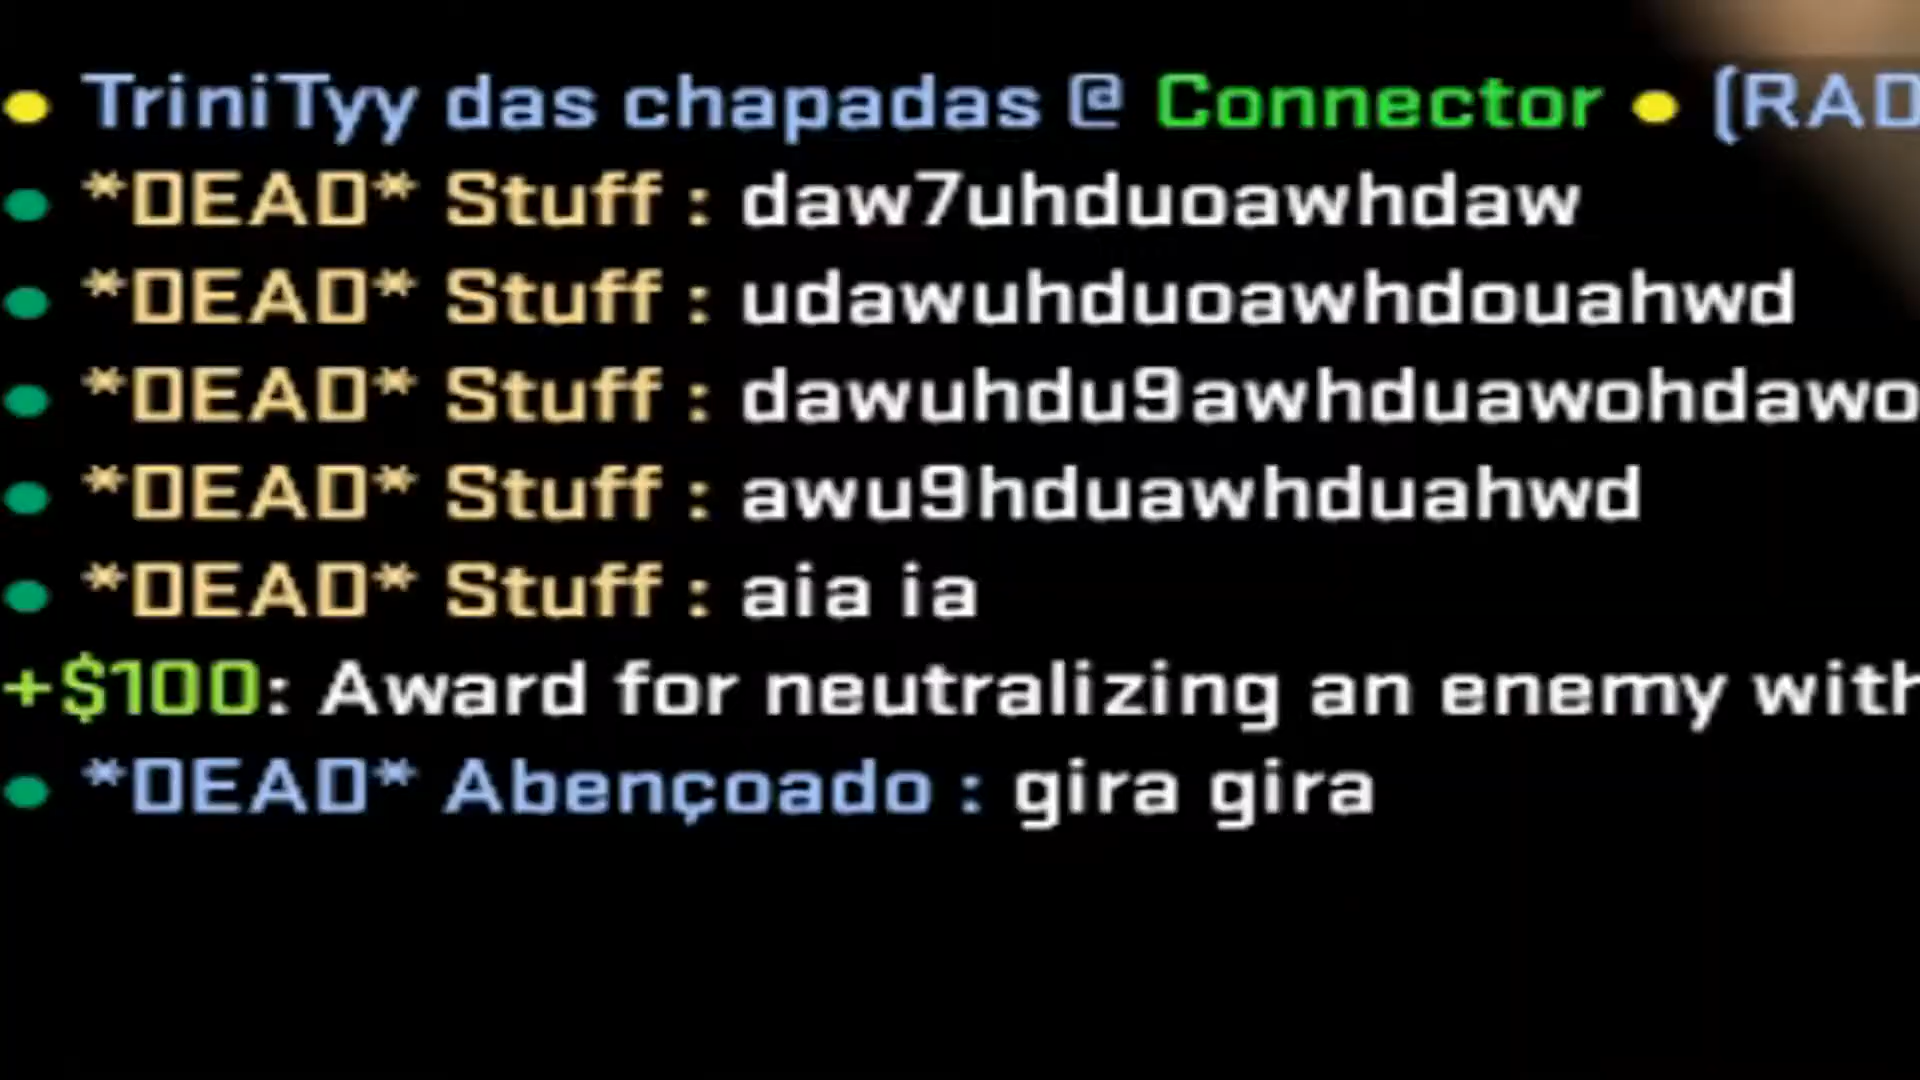 TriniTyy das chapadas @ Connector (RAD
*DEAD* Stuff : daw7uhduoawhdaw
*DEAD* Stuff : udawuhduoawhdouahwd
*DEAD* Stuff : dawuhdu9awhduawohdawo
*DEAD* Stuff : awu9hduawhduahwd
*DEAD* Stuff : aia ia
+$100: Award for neutralizing an enemy with
*DEAD* Abençoado : gira gira